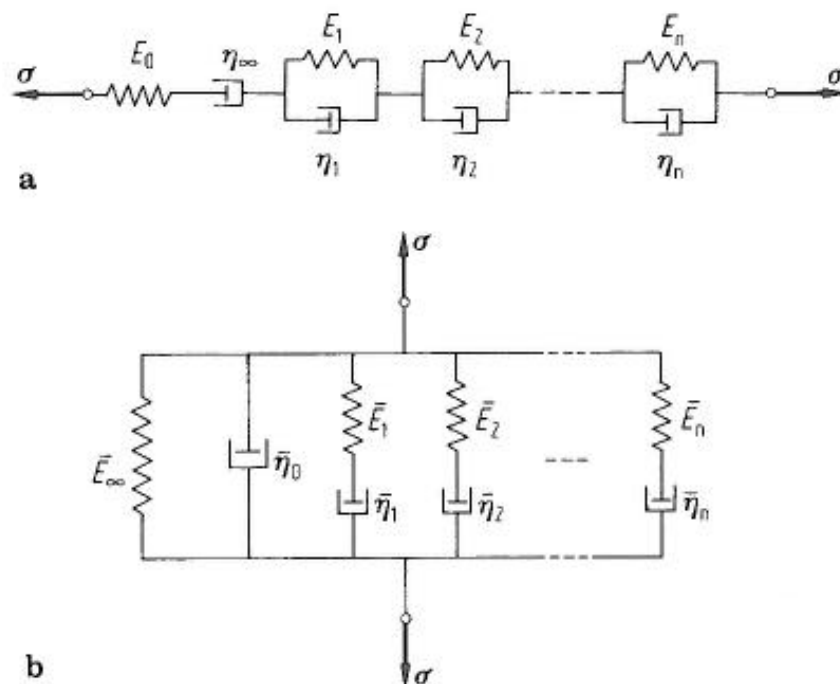 E₀ η∞ E₁ E₂ Eₙ
σ σ
η₁ η₂ ηₙ
a
σ
Ē∞ η̄₀ Ē₁ Ē₂ Ēₙ
η̄₁ η̄₂ η̄ₙ
b
σ